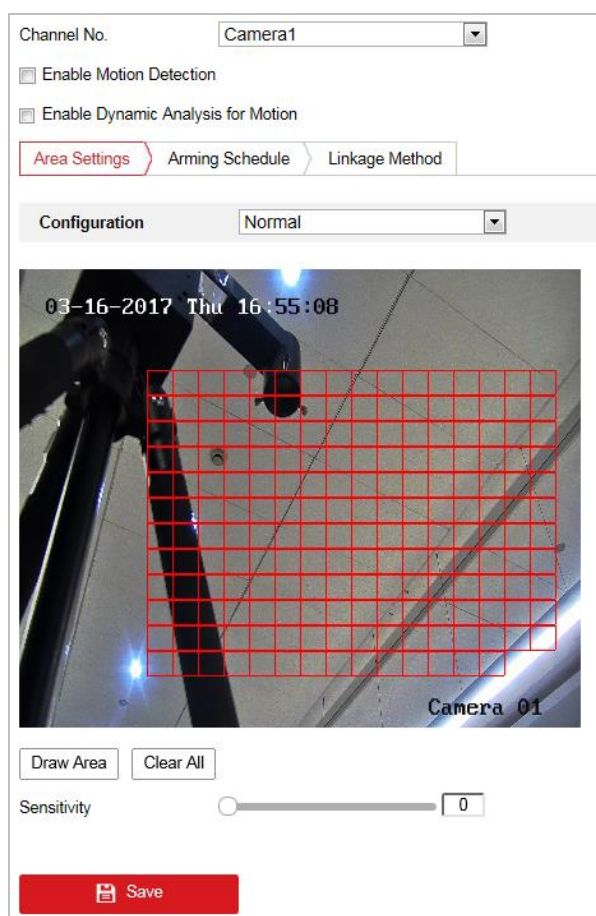 Channel No. Camera1
Enable Motion Detection
Enable Dynamic Analysis for Motion
Area Settings Arming Schedule Linkage Method
Configuration Normal
03-16-2017 Thu 16:55:08
Camera 01
Draw Area Clear All
Sensitivity 0
Save